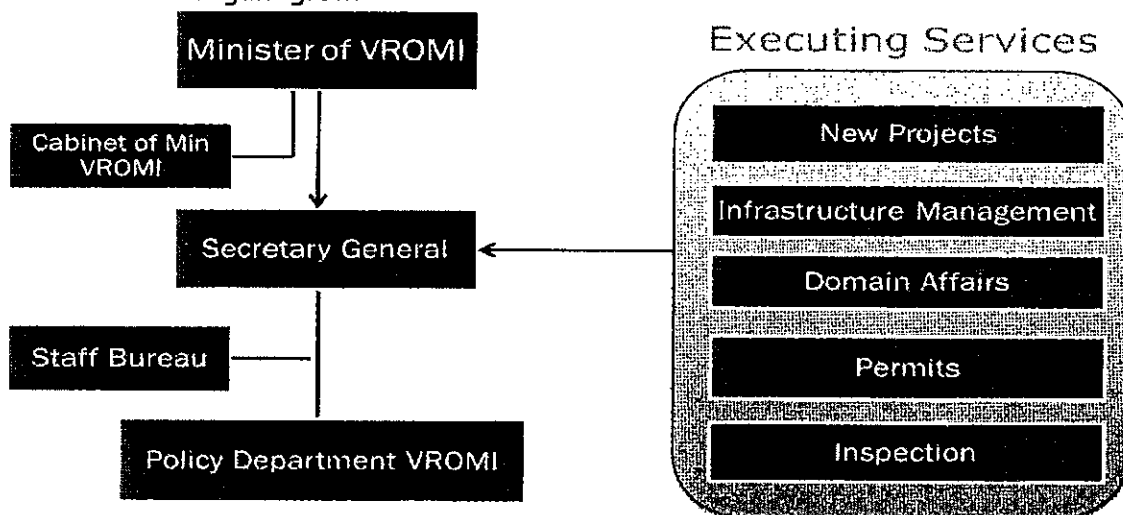 Minister of VROMI
Cabinet of Min
VROMI
Secretary General
Staff Bureau
Policy Department VROMI
Executing Services
New Projects
Infrastructure Management
Domain Affairs
Permits
Inspection